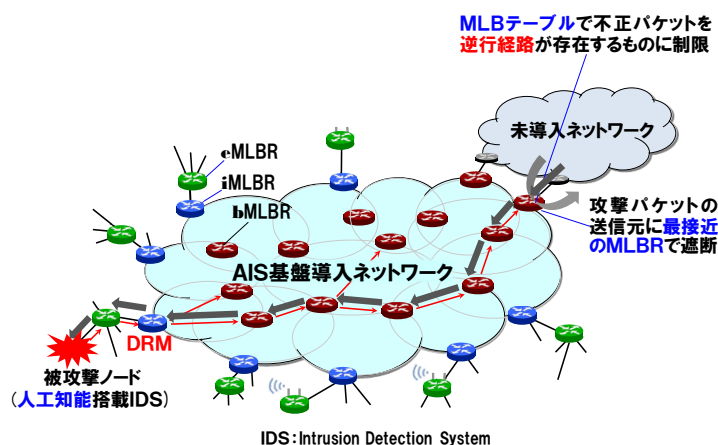 MLBテーブルで不正パケットを
逆行経路が存在するものに制限
未導入ネットワーク
eMLBR
iMLBR
bMLBR
攻撃パケットの
送信元に最接近
のMLBRで遮断
AIS基盤導入ネットワーク
DRM
被攻撃ノード
(人工知能搭載IDS)
IDS:Intrusion Detection System